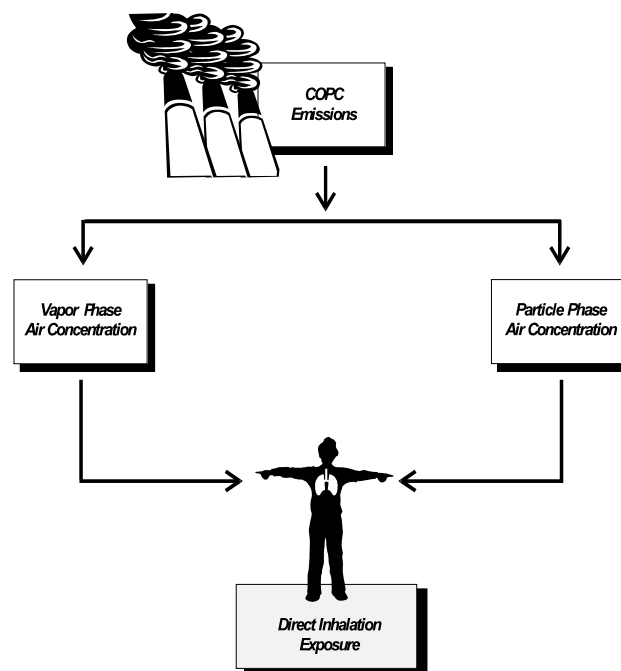 COPC
Emissions
Vapor Phase
Air Concentration
Particle Phase
Air Concentration
Direct Inhalation
Exposure